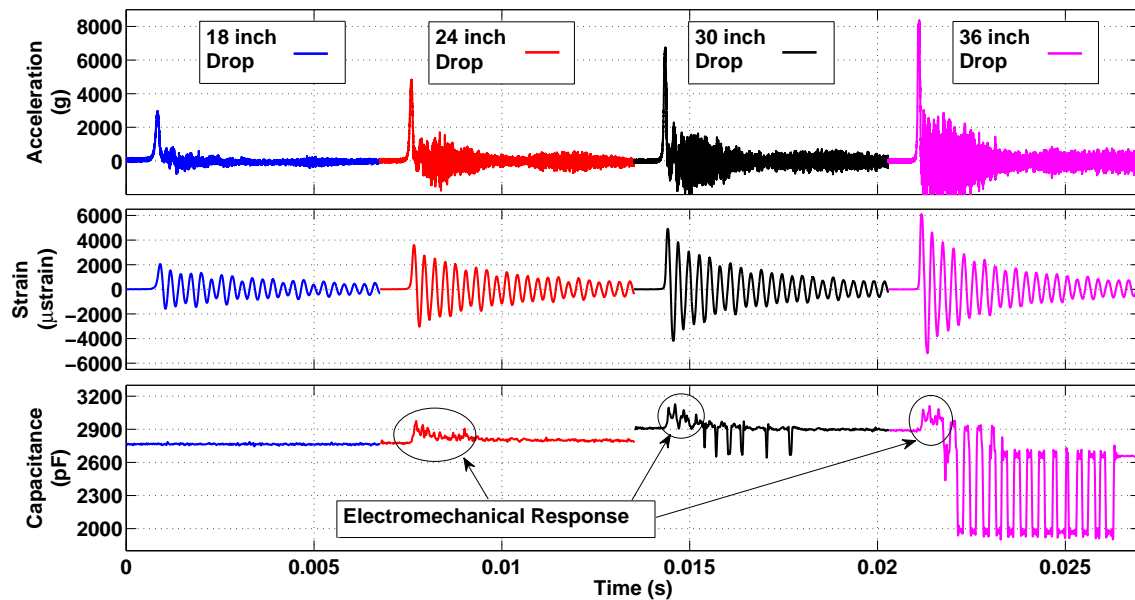 8000
6000
4000
2000
0
Acceleration
(g)
18 inch
Drop
24 inch
Drop
30 inch
Drop
36 inch
Drop
6000
4000
2000
0
−2000
−4000
−6000
Strain
(μstrain)
3200
2900
2600
2300
2000
Capacitance
(pF)
Electromechanical Response
0
0.005
0.01
0.015
0.02
0.025
Time (s)